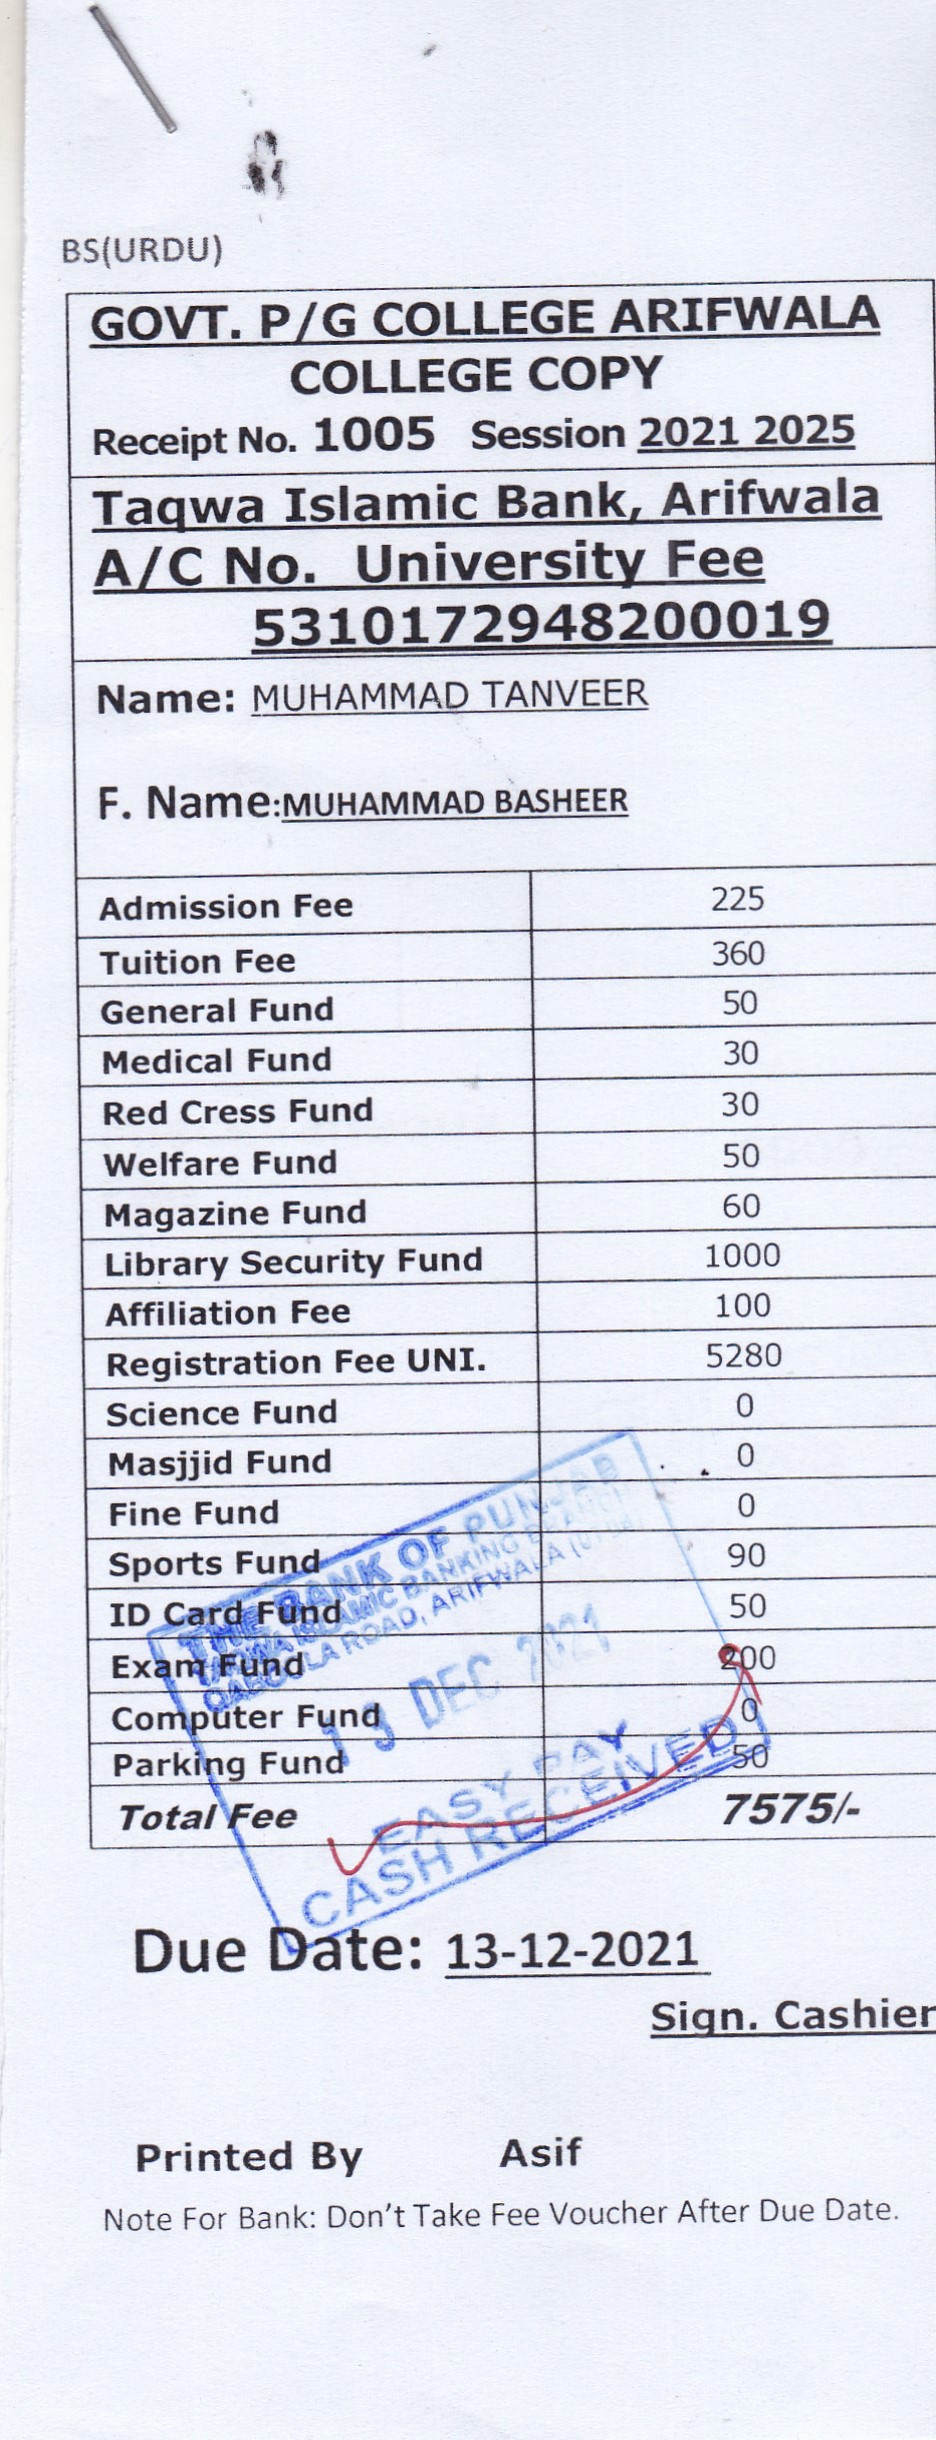 BS(URDU)
GOVT. P/G COLLEGE ARIFWALA
COLLEGE COPY
Receipt No. 1005 Session 2021 2025
Taqwa Islamic Bank, Arifwala
A/C No. University Fee
5310172948200019
Name: MUHAMMAD TANVEER
F. Name:MUHAMMAD BASHEER
Admission Fee 225
Tuition Fee 360
General Fund 50
Medical Fund 30
Red Cress Fund 30
Welfare Fund 50
Magazine Fund 60
Library Security Fund 1000
Affiliation Fee 100
Registration Fee UNI. 5280
Science Fund 0
Masjjid Fund 0
Fine Fund 0
Sports Fund 90
ID Card Fund 50
Exam Fund 200
Computer Fund 0
Parking Fund 50
Total Fee 7575/-
THE BANK OF PUNJAB
ISLAMIC BANKING
ROAD, ARIFWALA
13 DEC 2021
EASY PAY
CASH RECEIVED
Due Date: 13-12-2021
Sign. Cashier
Printed By Asif
Note For Bank: Don't Take Fee Voucher After Due Date.